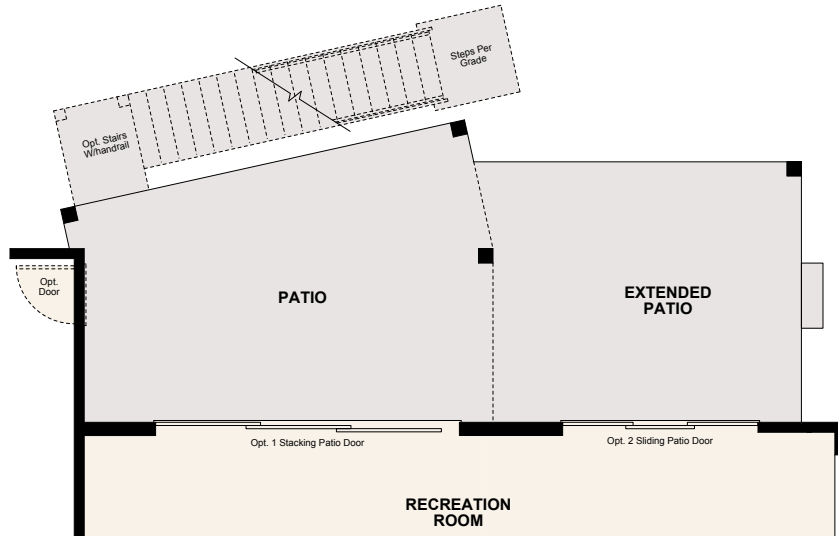 Steps Per
Grade
Opt. Stairs
W/handrail
Opt.
Door
PATIO
EXTENDED
PATIO
Opt. 1 Stacking Patio Door
Opt. 2 Sliding Patio Door
RECREATION
ROOM